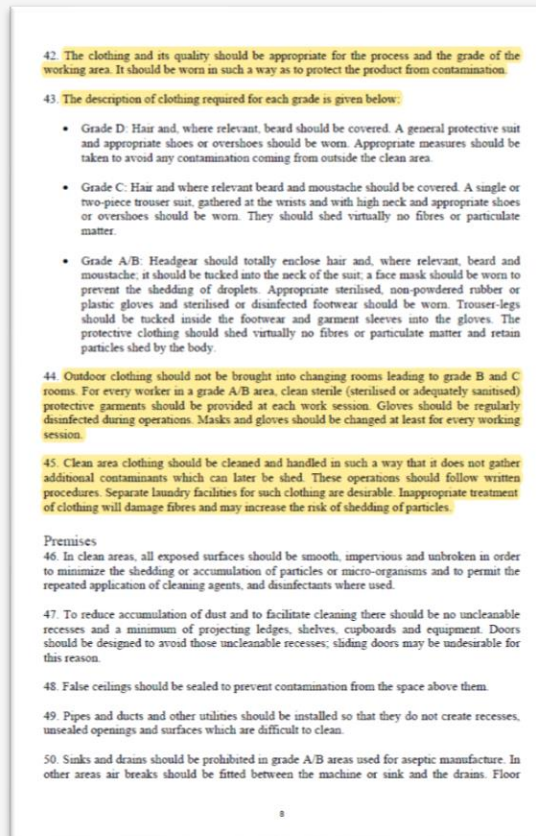 42. The clothing and its quality should be appropriate for the process and the grade of the
working area. It should be worn in such a way as to protect the product from contamination.
43. The description of clothing required for each grade is given below:
• Grade D: Hair and, where relevant, beard should be covered. A general protective suit
and appropriate shoes or overshoes should be worn. Appropriate measures should be
taken to avoid any contamination coming from outside the clean area.
• Grade C: Hair and where relevant beard and moustache should be covered. A single or
two-piece trouser suit, gathered at the wrists and with high neck and appropriate shoes
or overshoes should be worn. They should shed virtually no fibres or particulate
matter.
• Grade A/B: Headgear should totally enclose hair and, where relevant, beard and
moustache; it should be tucked into the neck of the suit; a face mask should be worn to
prevent the shedding of droplets. Appropriate sterilised, non-powdered rubber or
plastic gloves and sterilised or disinfected footwear should be worn. Trouser-legs
should be tucked inside the footwear and garment sleeves into the gloves. The
protective clothing should shed virtually no fibres or particulate matter and retain
particles shed by the body.
44. Outdoor clothing should not be brought into changing rooms leading to grade B and C
rooms. For every worker in a grade A/B area, clean sterile (sterilised or adequately sanitised)
protective garments should be provided at each work session. Gloves should be regularly
disinfected during operations. Masks and gloves should be changed at least for every working
session.
45. Clean area clothing should be cleaned and handled in such a way that it does not gather
additional contaminants which can later be shed. These operations should follow written
procedures. Separate laundry facilities for such clothing are desirable. Inappropriate treatment
of clothing will damage fibres and may increase the risk of shedding of particles.
Premises
46. In clean areas, all exposed surfaces should be smooth, impervious and unbroken in order
to minimize the shedding or accumulation of particles or micro-organisms and to permit the
repeated application of cleaning agents, and disinfectants where used.
47. To reduce accumulation of dust and to facilitate cleaning there should be no uncleanable
recesses and a minimum of projecting ledges, shelves, cupboards and equipment. Doors
should be designed to avoid those uncleanable recesses; sliding doors may be undesirable for
this reason.
48. False ceilings should be sealed to prevent contamination from the space above them.
49. Pipes and ducts and other utilities should be installed so that they do not create recesses,
unsealed openings and surfaces which are difficult to clean.
50. Sinks and drains should be prohibited in grade A/B areas used for aseptic manufacture. In
other areas air breaks should be fitted between the machine or sink and the drains. Floor
8